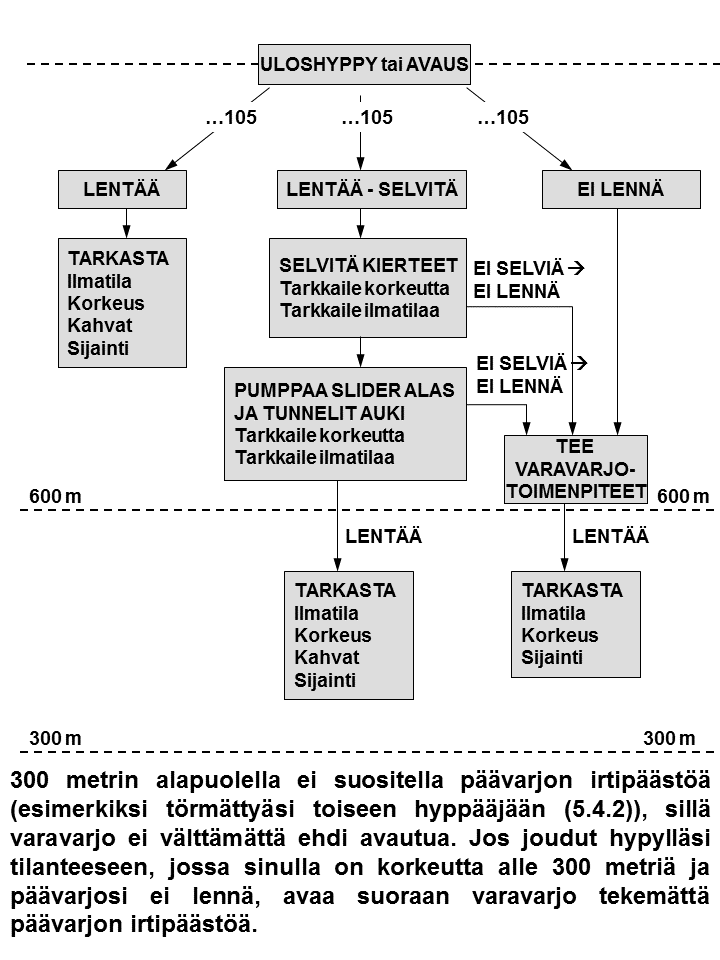 ULOSHYPPY tai AVAUS
…105
…105
…105
LENTÄÄ
LENTÄÄ - SELVITÄ
EI LENNÄ
TARKASTA
Ilmatila
Korkeus
Kahvat
Sijainti
SELVITÄ KIERTEET
Tarkkaile korkeutta
Tarkkaile ilmatilaa
EI SELVIÄ →
EI LENNÄ
PUMPPAA SLIDER ALAS
JA TUNNELIT AUKI
Tarkkaile korkeutta
Tarkkaile ilmatilaa
EI SELVIÄ →
EI LENNÄ
TEE
VARAVARJO-
TOIMENPITEET
600 m
600 m
LENTÄÄ
LENTÄÄ
TARKASTA
Ilmatila
Korkeus
Kahvat
Sijainti
TARKASTA
Ilmatila
Korkeus
Sijainti
300 m
300 m
300 metrin alapuolella ei suositella päävarjon irtipäästöä
(esimerkiksi törmättyäsi toiseen hyppääjään (5.4.2)), sillä
varavarjo ei välttämättä ehdi avautua. Jos joudut hypylläsi
tilanteeseen, jossa sinulla on korkeutta alle 300 metriä ja
päävarjosi ei lennä, avaa suoraan varavarjo tekemättä
päävarjon irtipäästöä.